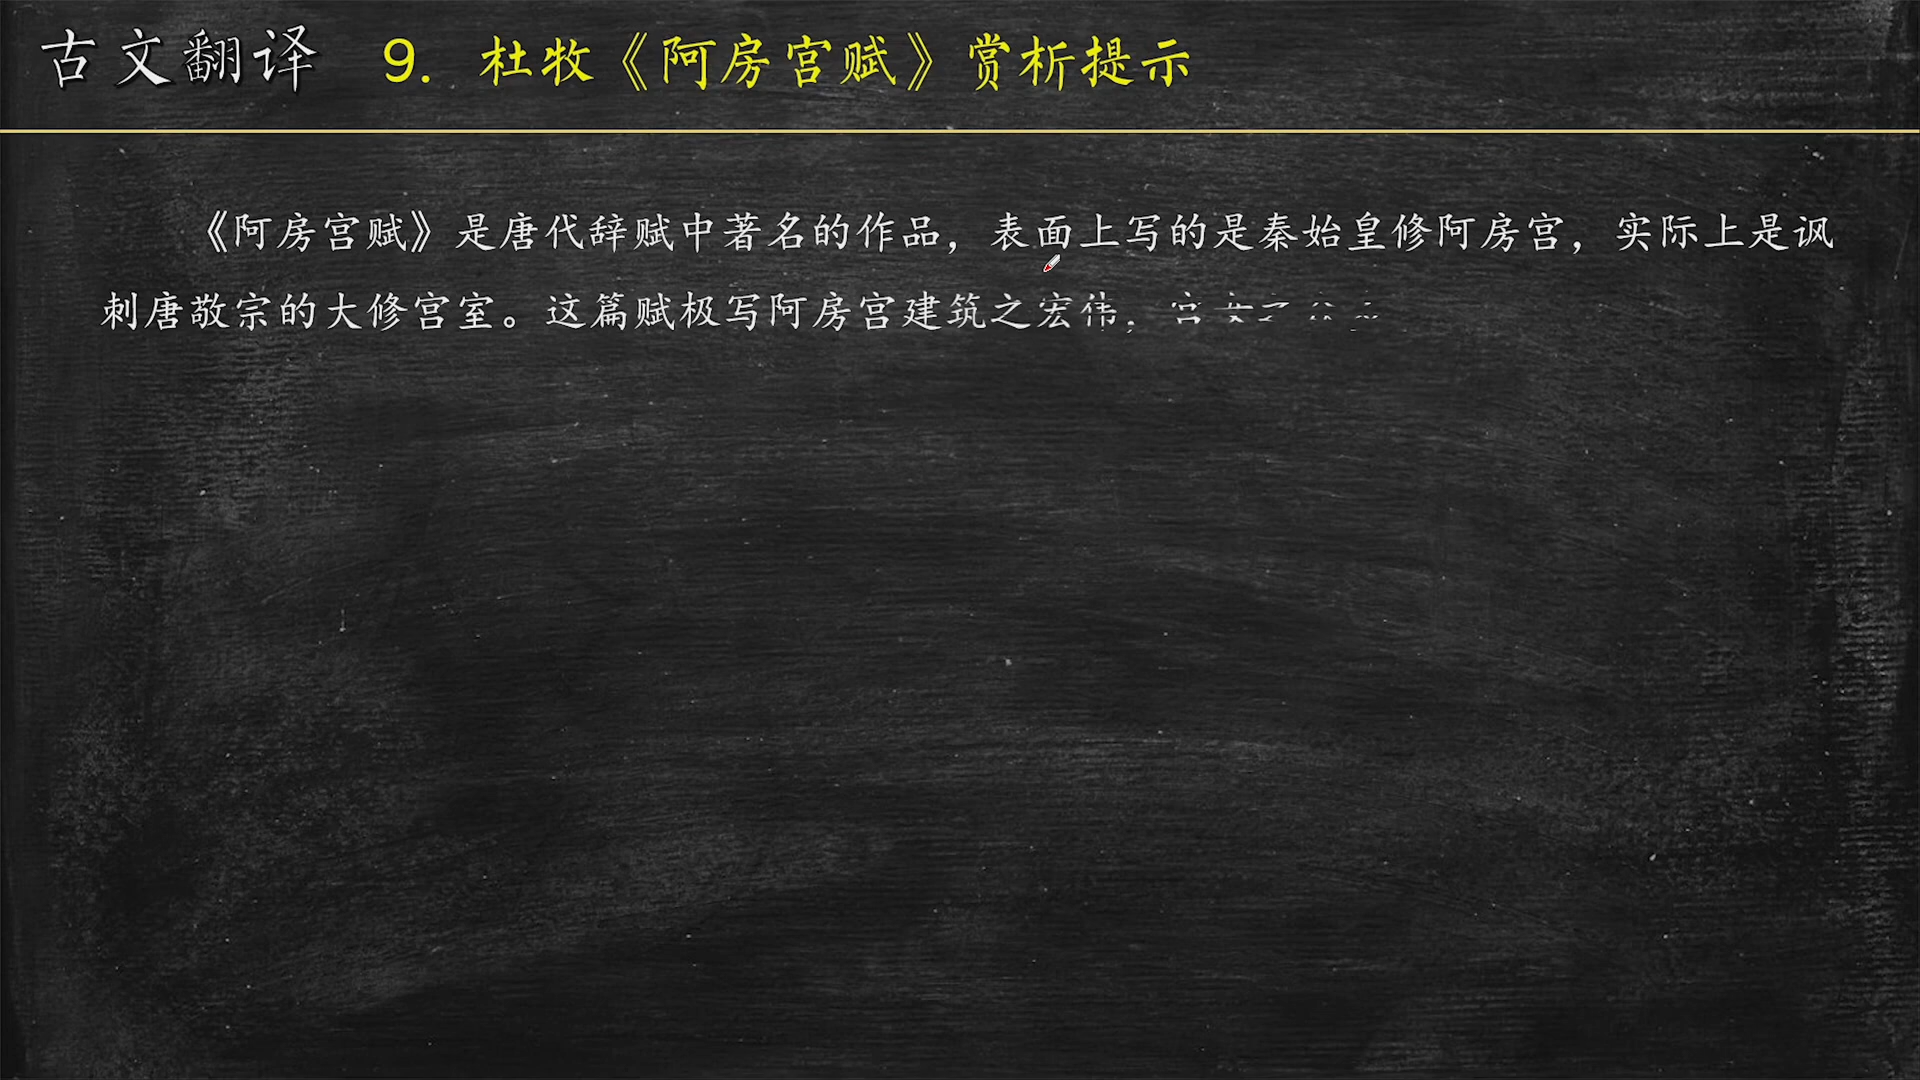 古文翻译 9. 杜牧《阿房宫赋》赏析提示
《阿房宫赋》是唐代辞赋中著名的作品，表面上写的是秦始皇修阿房宫，实际上是讽
刺唐敬宗的大修宫室。这篇赋极写阿房宫建筑之宏伟，